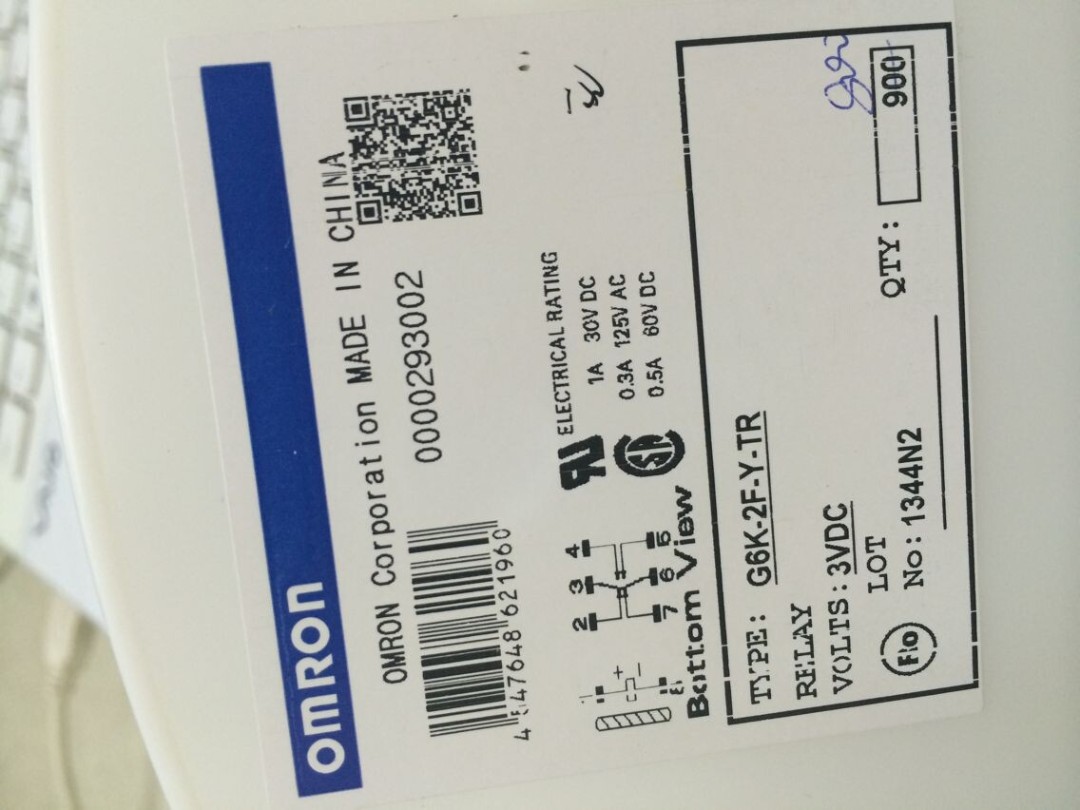 OMRON
OMRON Corporation MADE IN CHINA
0000293002
4 547648 621960
ELECTRICAL RATING
1A 30V DC
0.3A 125V AC
0.5A 60V DC
1 2 3 4
+
-
8 7 6 5
Bottom View
TYPE: G6K-2F-Y-TR
RELAY
VOLTS: 3VDC
LOT
No: 1344N2
QTY: 900